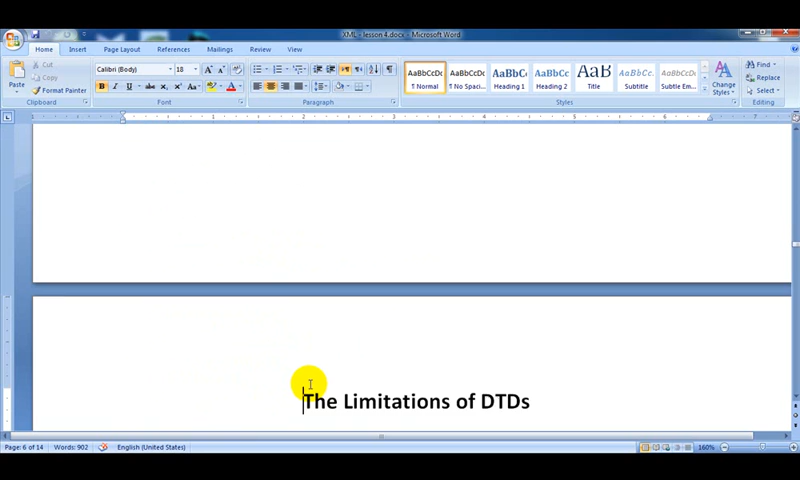 XML - lesson 4.docx - Microsoft Word
Home Insert Page Layout References Mailings Review View
Paste
Cut
Copy
Format Painter
Clipboard
Calibri (Body) 18
Font
Paragraph
AaBbCcDc AaBbCcDc AaBbC AaBbCc AaB AaBbCc. AaBbCcDc
¶ Normal ¶ No Spaci... Heading 1 Heading 2 Title Subtitle Subtle Em...
Change Styles
Styles
Find
Replace
Select
Editing
The Limitations of DTDs
Page: 6 of 14 Words: 902 English (United States) 160%